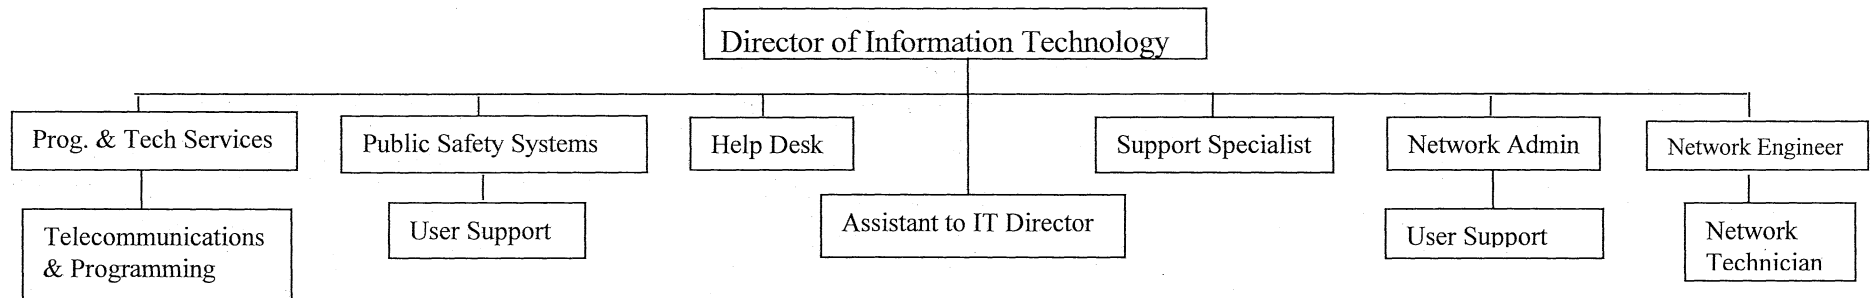 Director of Information Technology
Prog. & Tech Services
Public Safety Systems
Help Desk
Support Specialist
Network Admin
Network Engineer
Telecommunications
& Programming
User Support
Assistant to IT Director
User Support
Network
Technician